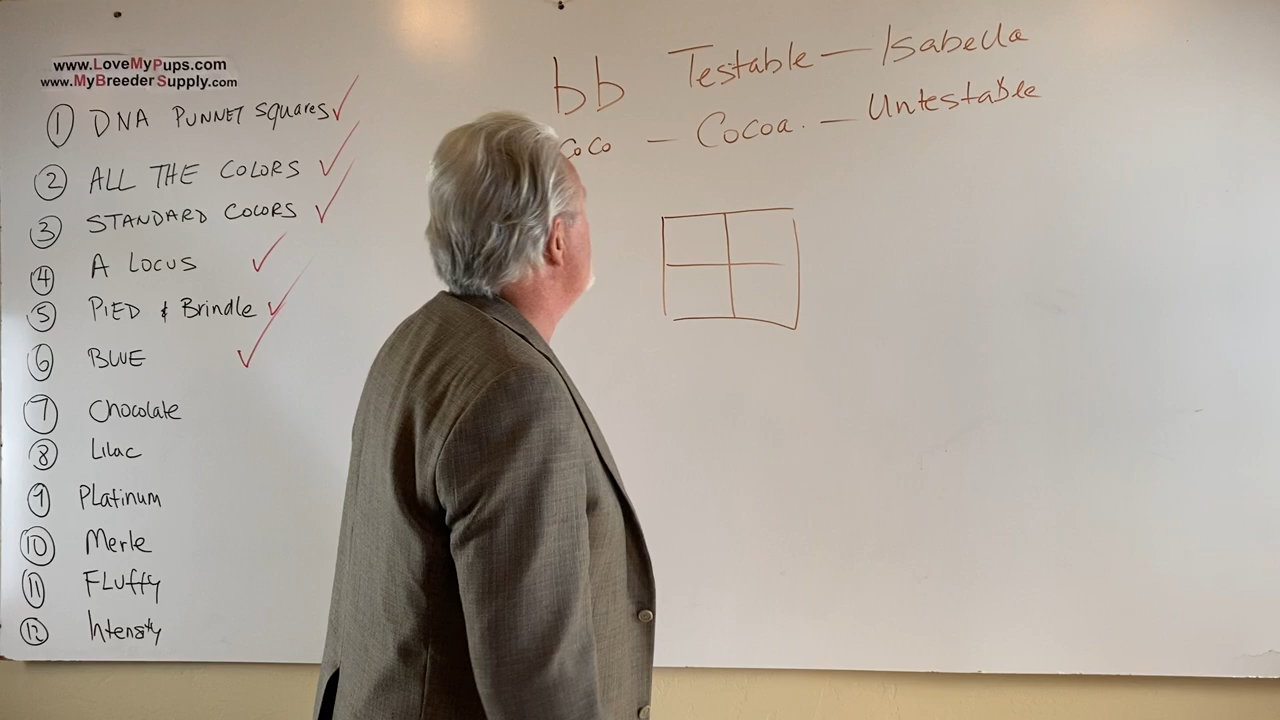 www.LoveMyPups.com
www.MyBreederSupply.com
① DNA PUNNET SQuareS ✓
② ALL THE COLORS ✓
③ STANDARD COLORS ✓
④ A LOCUS ✓
⑤ PIED & Brindle ✓
⑥ BLUE ✓
⑦ Chocolate
⑧ Lilac
⑨ PLatinum
⑩ Merle
⑪ FLuffy
⑫ Intensity
bb Testable — Isabella
CoCo — Cocoa. — Untestable